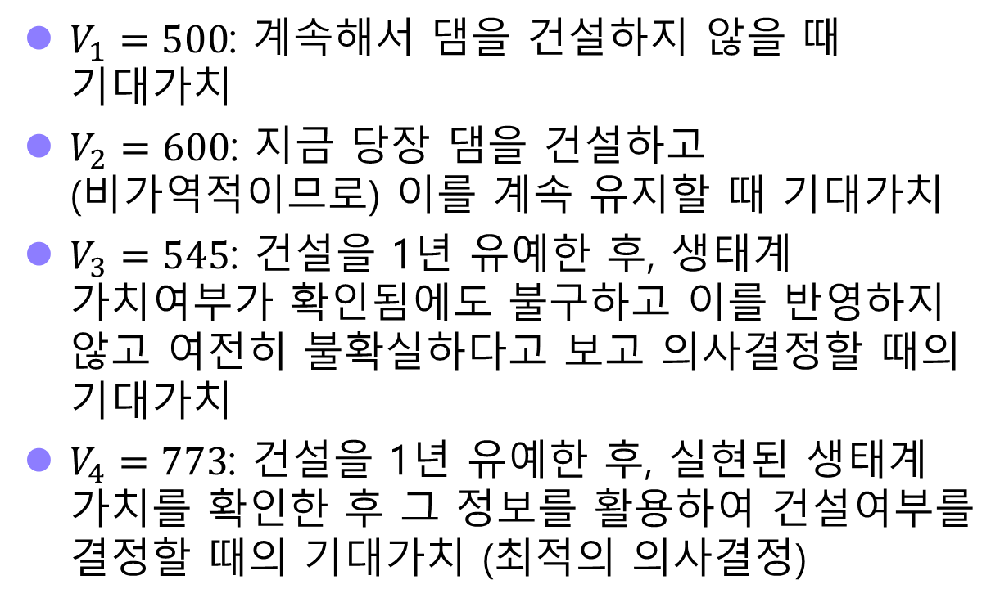 ● V₁ = 500: 계속해서 댐을 건설하지 않을 때
기대가치
● V₂ = 600: 지금 당장 댐을 건설하고
(비가역적이므로) 이를 계속 유지할 때 기대가치
● V₃ = 545: 건설을 1년 유예한 후, 생태계
가치여부가 확인됨에도 불구하고 이를 반영하지
않고 여전히 불확실하다고 보고 의사결정할 때의
기대가치
● V₄ = 773: 건설을 1년 유예한 후, 실현된 생태계
가치를 확인한 후 그 정보를 활용하여 건설여부를
결정할 때의 기대가치 (최적의 의사결정)